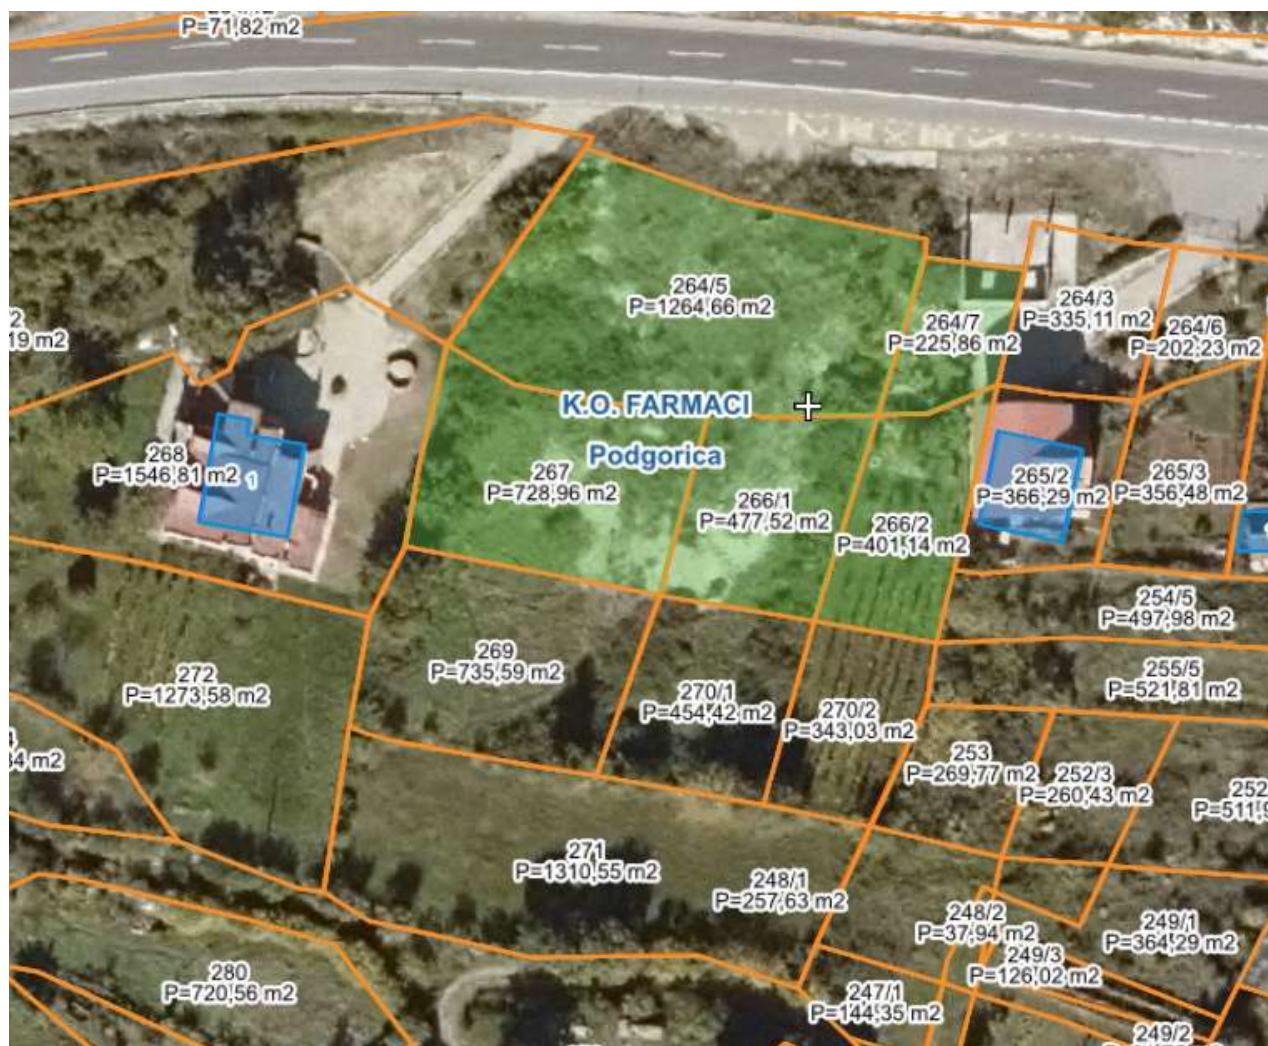 P=71,82 m2
264/5
P=1264,66 m2
264/3
P=335,11 m2
264/7
P=225,86 m2
264/6
P=202,23 m2
19 m2
K.O. FARMACI
Podgorica
268
P=1546,81 m2
1
267
P=728,96 m2
266/1
P=477,52 m2
266/2
P=401,14 m2
265/2
P=366,29 m2
265/3
P=356,48 m2
254/5
P=497,98 m2
269
P=735,59 m2
272
P=1273,58 m2
270/1
P=454,42 m2
270/2
P=343,03 m2
255/5
P=521,81 m2
253
P=269,77 m2
252/3
P=260,43 m2
252
34 m2
271
P=1310,55 m2
248/1
P=257,63 m2
248/2
P=37,94 m2
249/1
P=364,29 m2
249/3
P=126,02 m2
280
P=720,56 m2
247/1
P=144,35 m2
249/2